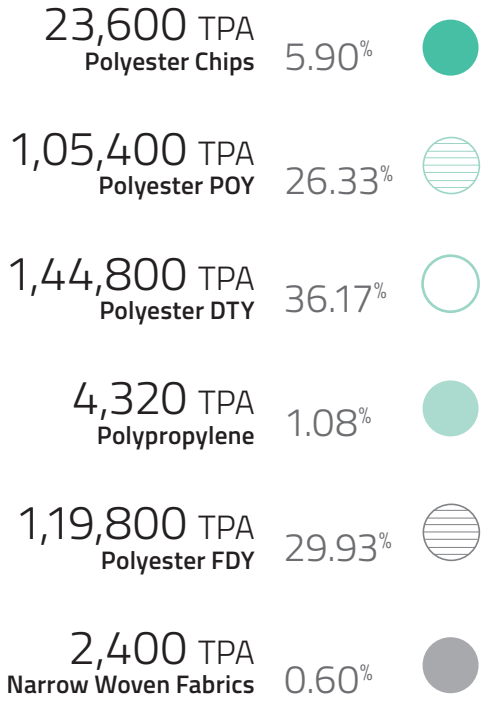 23,600 TPA
Polyester Chips
5.90%
1,05,400 TPA
Polyester POY
26.33%
1,44,800 TPA
Polyester DTY
36.17%
4,320 TPA
Polypropylene
1.08%
1,19,800 TPA
Polyester FDY
29.93%
2,400 TPA
Narrow Woven Fabrics
0.60%